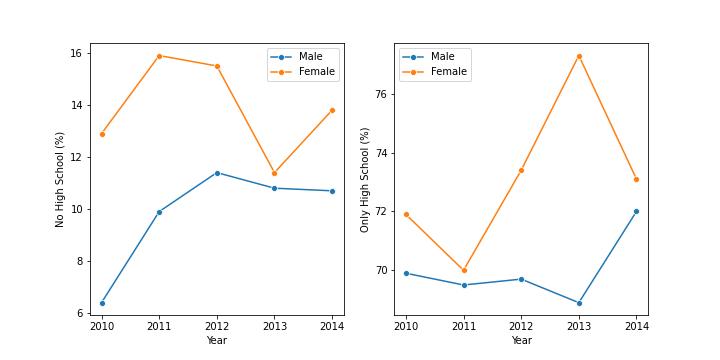 No High School (%)
16
14
12
10
8
6
Male
Female
2010 2011 2012 2013 2014
Year
Only High School (%)
76
74
72
70
Male
Female
2010 2011 2012 2013 2014
Year